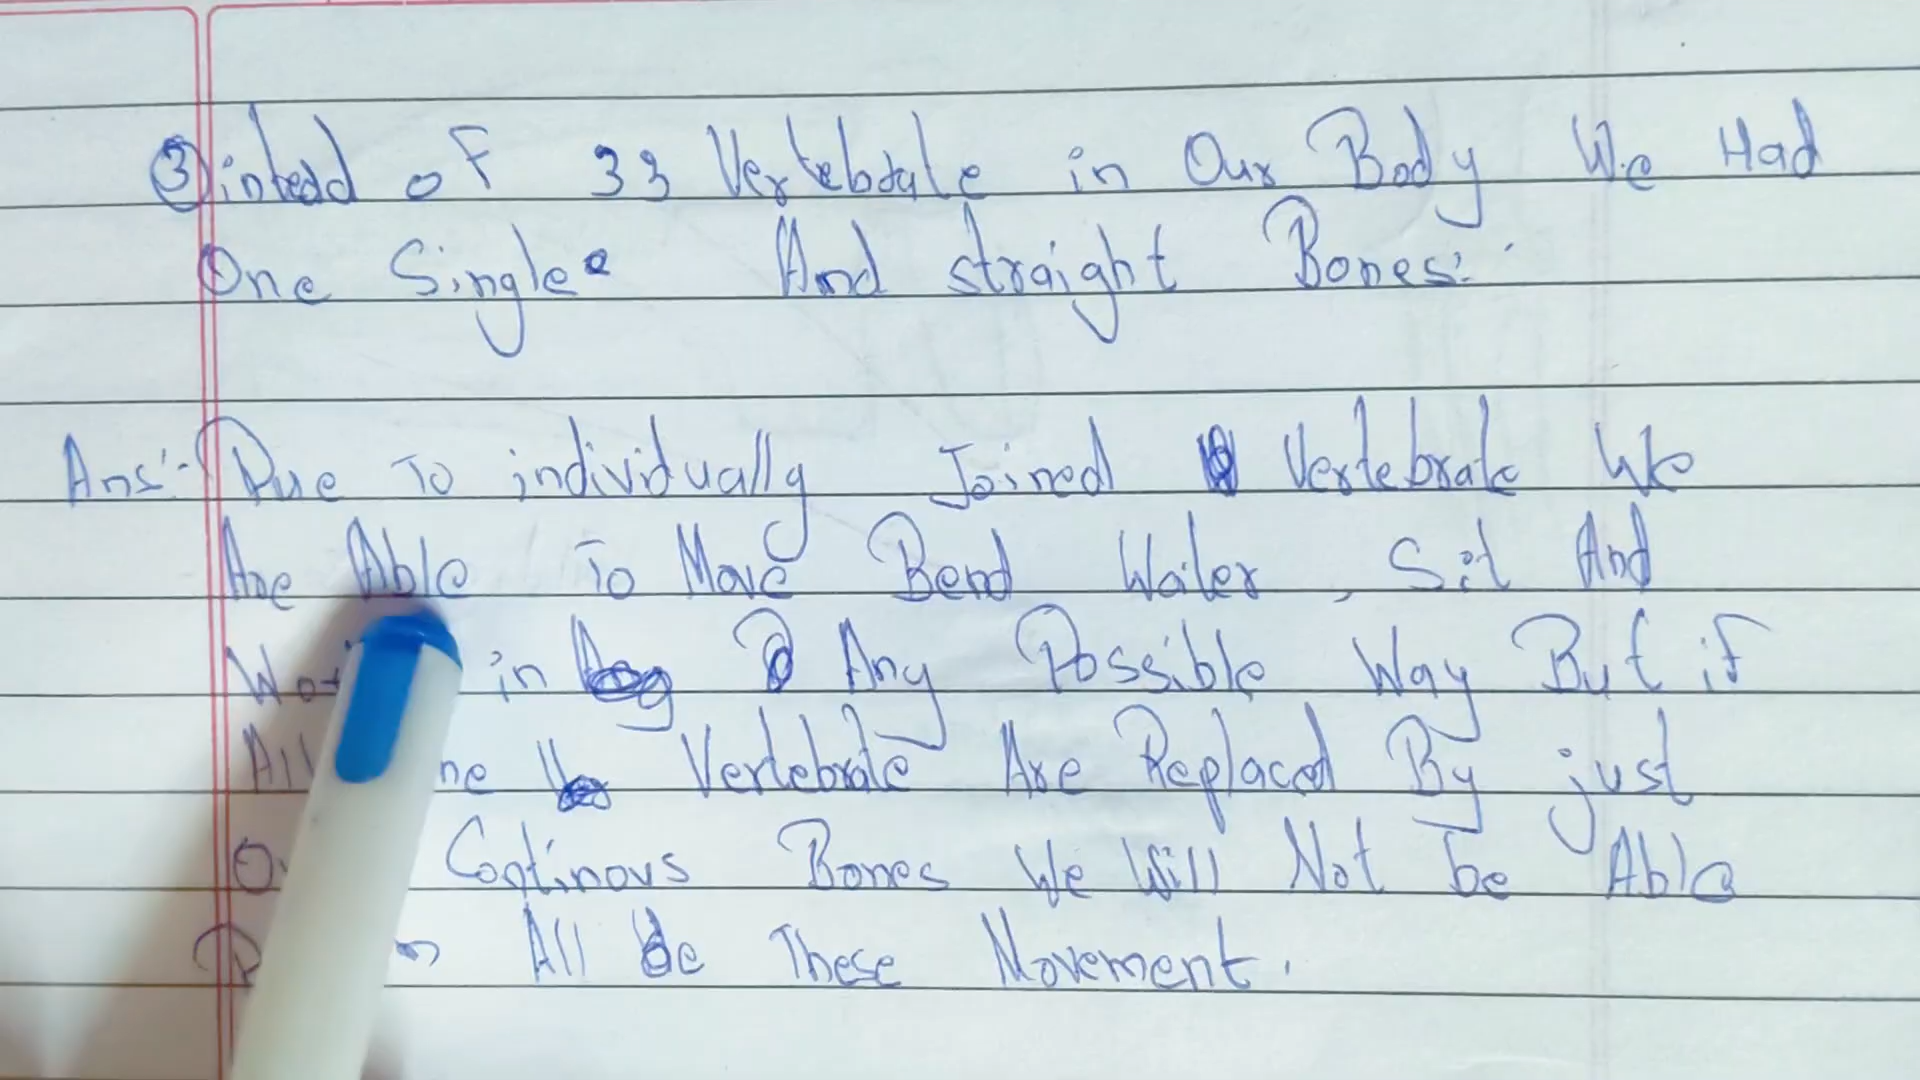 ③ intead of 33 Vertebrate in Our Body We Had
One Single And straight Bones:
Ans:- Due To individually Joined Vertebrate We
Are Able To Move Bend , Sit And
in Any Possible Way But if
All Vertebrate Are Replaced By just
Continous Bones We Will Not be Able
All be These Movement.